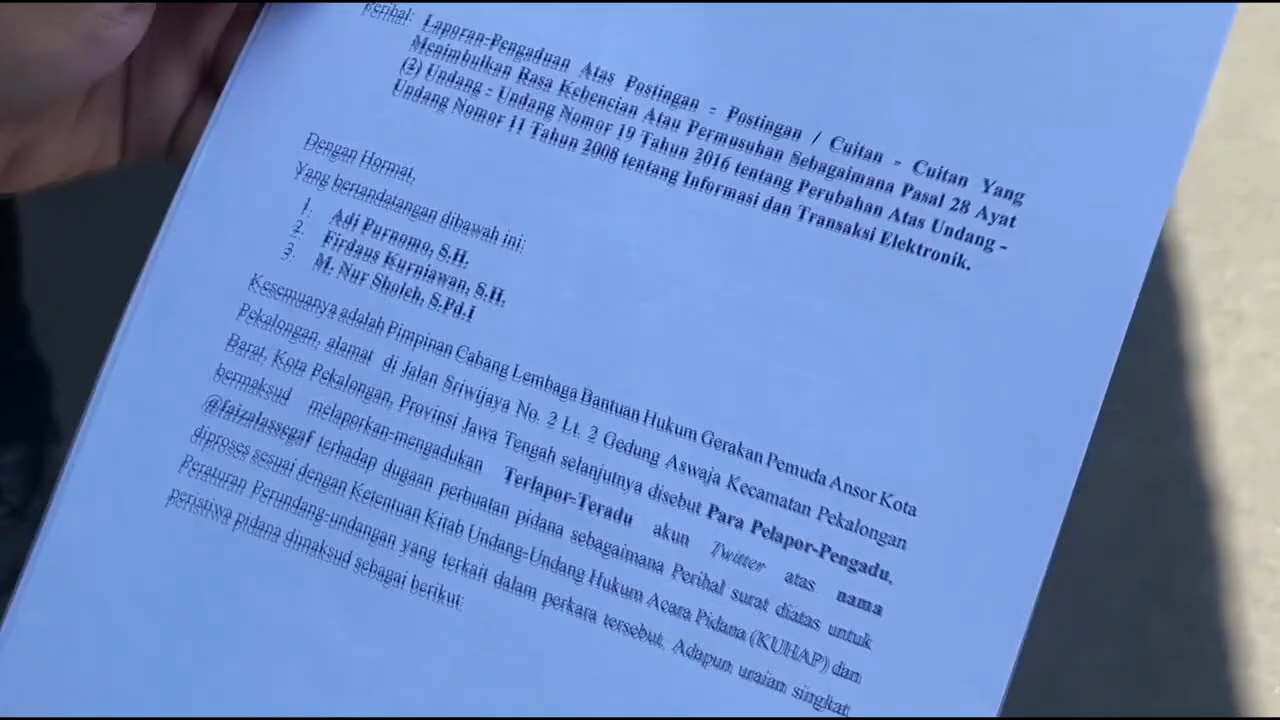 Perihal: Laporan-Pengaduan Atas Postingan - Postingan / Cuitan - Cuitan Yang
Menimbulkan Rasa Kebencian Atau Permusuhan Sebagaimana Pasal 28 Ayat
(2) Undang - Undang Nomor 19 Tahun 2016 tentang Perubahan Atas Undang -
Undang Nomor 11 Tahun 2008 tentang Informasi dan Transaksi Elektronik.
Dengan Hormat,
Yang bertandatangan dibawah ini:
1. Adi Purnomo, S.H.
2. Firdaus Kurniawan, S.H.
3. M. Nur Sholeh, S.Pd.I
Kesemuanya adalah Pimpinan Cabang Lembaga Bantuan Hukum Gerakan Pemuda Ansor Kota
Pekalongan, alamat di Jalan Sriwijaya No. 2 Lt. 2 Gedung Aswaja Kecamatan Pekalongan
Barat, Kota Pekalongan, Provinsi Jawa Tengah selanjutnya disebut Para Pelapor-Pengadu,
bermaksud melaporkan-mengadukan Terlapor-Teradu akun Twitter atas nama
@faizalassegaf terhadap dugaan perbuatan pidana sebagaimana Perihal surat diatas untuk
diproses sesuai dengan Ketentuan Kitab Undang-Undang Hukum Acara Pidana (KUHAP) dan
Peraturan Perundang-undangan yang terkait dalam perkara tersebut. Adapun uraian singkat
peristiwa pidana dimaksud sebagai berikut: